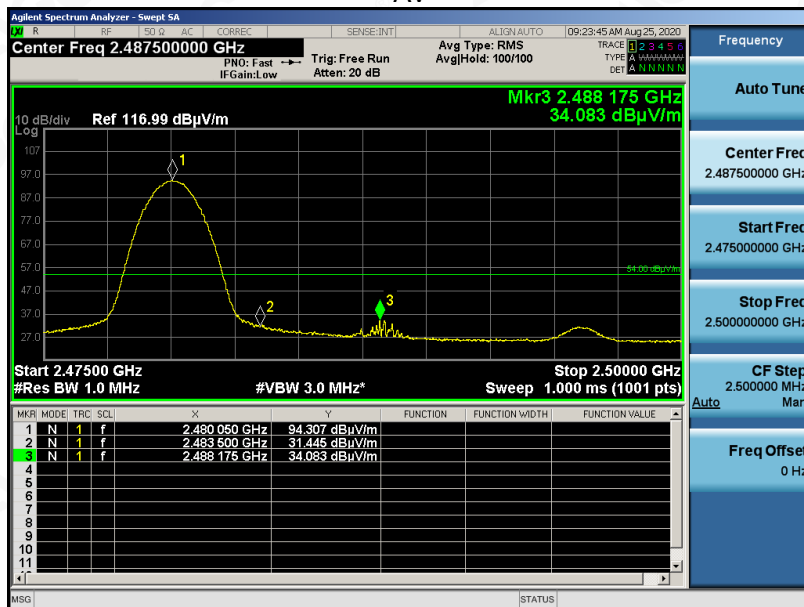 Agilent Spectrum Analyzer - Swept SA
LXI R RF 50 Ω AC CORREC SENSE:INT ALIGN AUTO 09:23:45 AM Aug 25, 2020
Center Freq 2.487500000 GHz
PNO: Fast
IFGain:Low
Trig: Free Run
Atten: 20 dB
Avg Type: RMS
Avg|Hold: 100/100
TRACE 1 2 3 4 5 6
TYPE A WWWWW
DET A N N N N N
Mkr3 2.488 175 GHz
34.083 dBµV/m
10 dB/div Ref 116.99 dBµV/m
Log
107
97.0
87.0
77.0
67.0
57.0
47.0
37.0
27.0
1
2
3
54.00 dBµV/m
Start 2.47500 GHz Stop 2.50000 GHz
#Res BW 1.0 MHz #VBW 3.0 MHz* Sweep 1.000 ms (1001 pts)
MKR MODE TRC SCL X Y FUNCTION FUNCTION WIDTH FUNCTION VALUE
1 N 1 f 2.480 050 GHz 94.307 dBµV/m
2 N 1 f 2.483 500 GHz 31.445 dBµV/m
3 N 1 f 2.488 175 GHz 34.083 dBµV/m
4
5
6
7
8
9
10
11
MSG STATUS
Frequency
Auto Tune
Center Freq
2.487500000 GHz
Start Freq
2.475000000 GHz
Stop Freq
2.500000000 GHz
CF Step
2.500000 MHz
Auto Man
Freq Offset
0 Hz